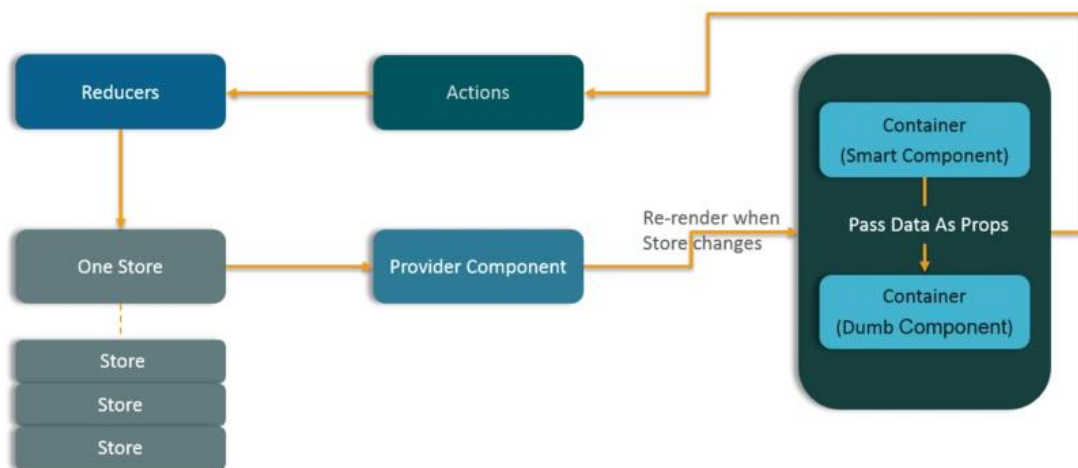 Reducers
Actions
Container
(Smart Component)
Pass Data As Props
Container
(Dumb Component)
Re-render when
Store changes
One Store
Provider Component
Store
Store
Store